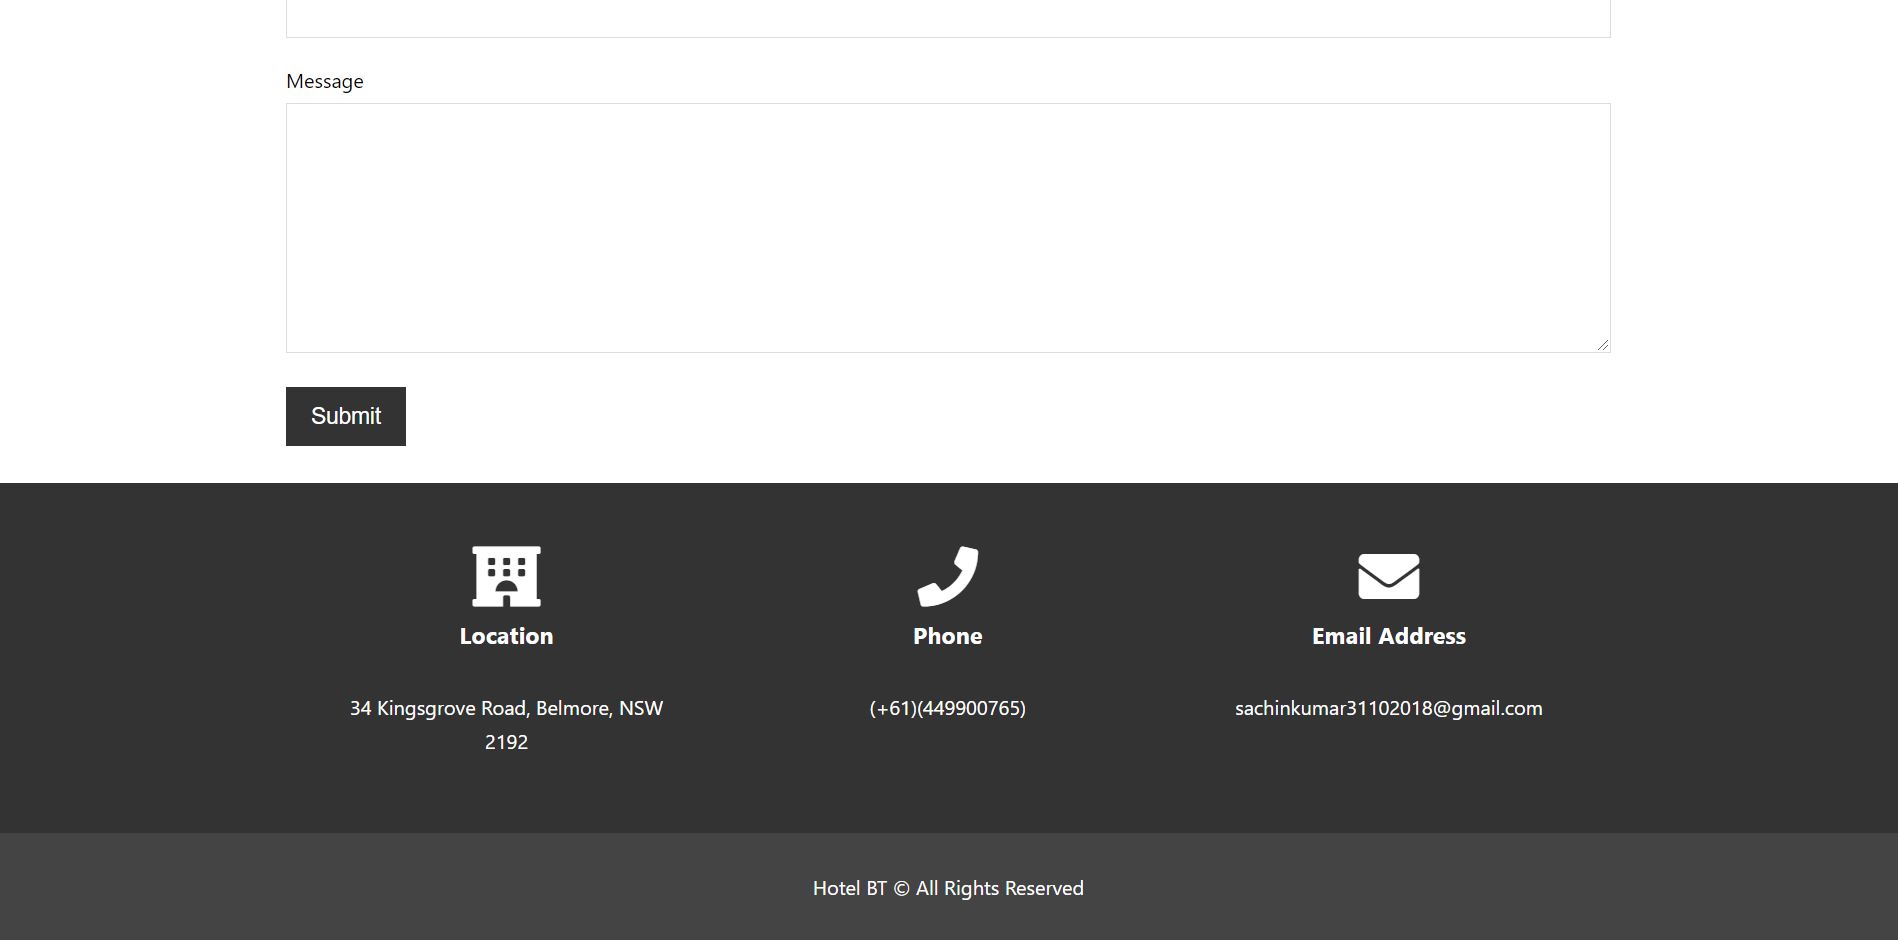 Message
Submit
Location
Phone
Email Address
34 Kingsgrove Road, Belmore, NSW
2192
(+61)(449900765)
sachinkumar31102018@gmail.com
Hotel BT © All Rights Reserved